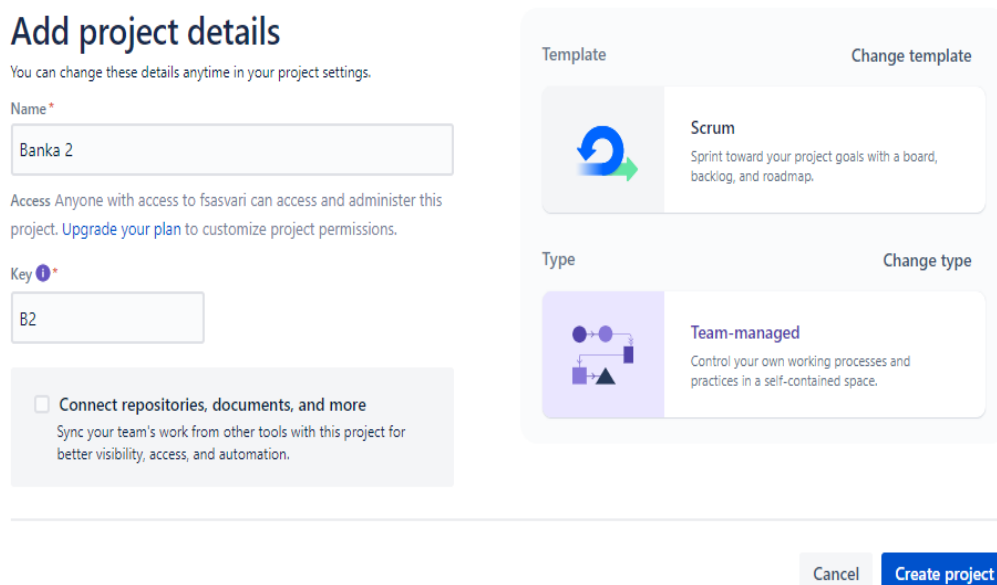 Add project details
You can change these details anytime in your project settings.
Name *
Banka 2
Access Anyone with access to fsasvari can access and administer this
project. Upgrade your plan to customize project permissions.
Key i *
B2
Connect repositories, documents, and more
Sync your team's work from other tools with this project for
better visibility, access, and automation.
Template
Change template
Scrum
Sprint toward your project goals with a board,
backlog, and roadmap.
Type
Change type
Team-managed
Control your own working processes and
practices in a self-contained space.
Cancel
Create project